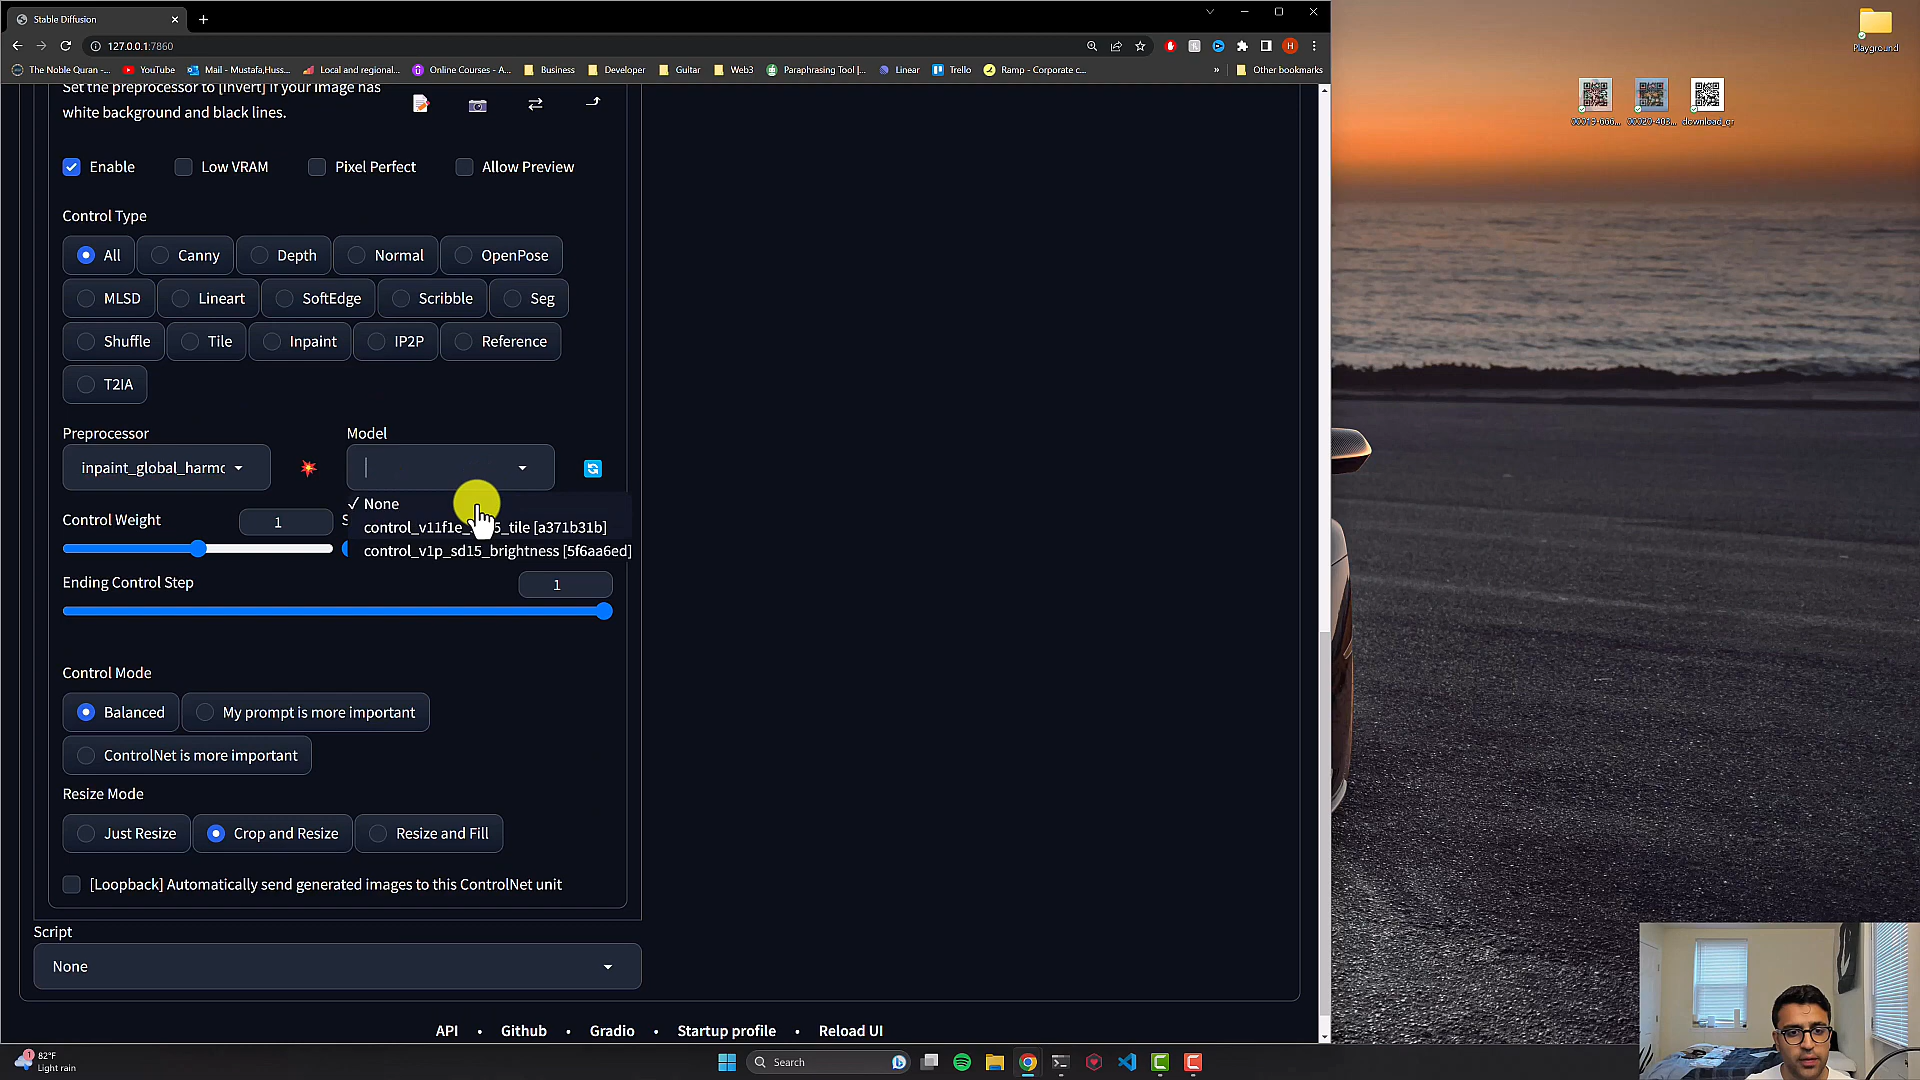 Stable Diffusion
127.0.0.1:7860
The Noble Quran -...
YouTube
Mail - Mustafa,Huss...
Local and regional...
Online Courses - A...
Business
Developer
Guitar
Web3
Paraphrasing Tool |...
Linear
Trello
Ramp - Corporate c...
»
Other bookmarks
Playground
download_qr
Set the preprocessor to [invert] if your image has
white background and black lines.
Enable
Low VRAM
Pixel Perfect
Allow Preview
Control Type
All
Canny
Depth
Normal
OpenPose
MLSD
Lineart
SoftEdge
Scribble
Seg
Shuffle
Tile
Inpaint
IP2P
Reference
T2IA
Preprocessor
Model
inpaint_global_harmo
None
control_v11f1e_ 5_tile [a371b31b]
control_v1p_sd15_brightness [5f6aa6ed]
Control Weight
1
S
Ending Control Step
1
Control Mode
Balanced
My prompt is more important
ControlNet is more important
Resize Mode
Just Resize
Crop and Resize
Resize and Fill
[Loopback] Automatically send generated images to this ControlNet unit
Script
None
API • Github • Gradio • Startup profile • Reload UI
1
82°F
Light rain
Search